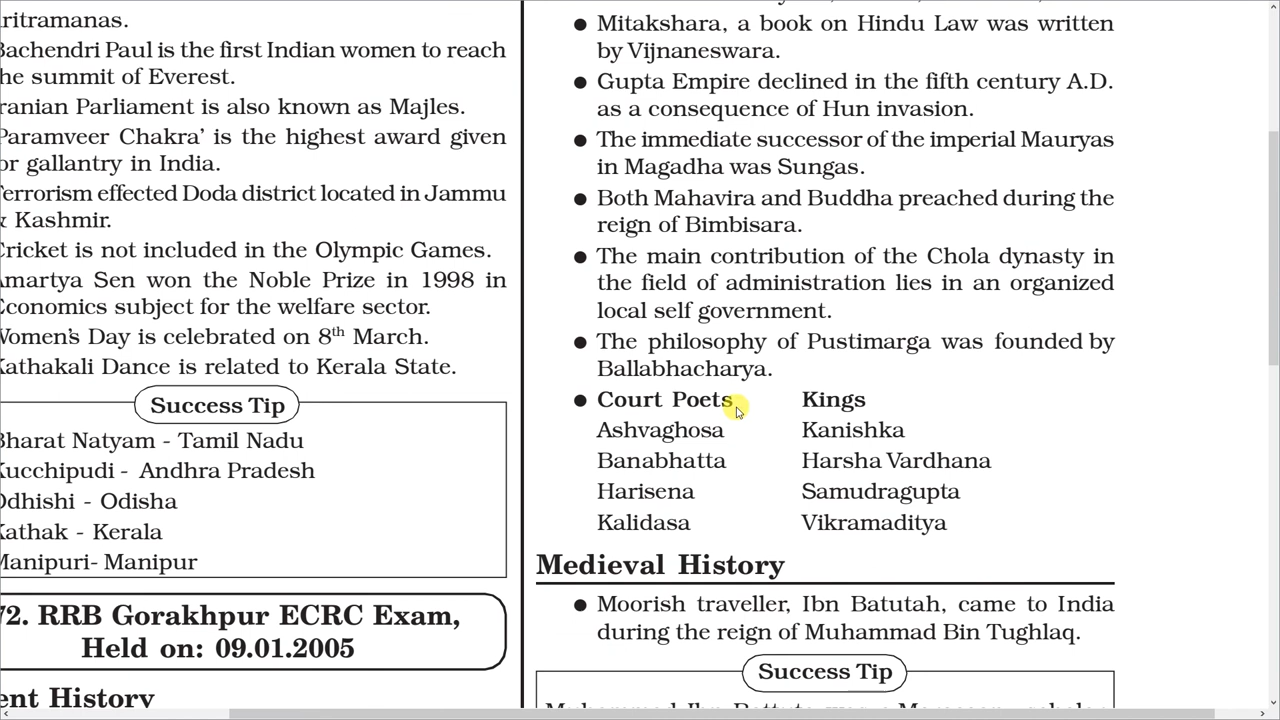 ritramanas.
Bachendri Paul is the first Indian women to reach
he summit of Everest.
ranian Parliament is also known as Majles.
Paramveer Chakra' is the highest award given
or gallantry in India.
Terrorism effected Doda district located in Jammu
& Kashmir.
Cricket is not included in the Olympic Games.
Amartya Sen won the Noble Prize in 1998 in
Economics subject for the welfare sector.
Women's Day is celebrated on 8th March.
Kathakali Dance is related to Kerala State.
Success Tip
Bharat Natyam - Tamil Nadu
Kucchipudi - Andhra Pradesh
Odhishi - Odisha
Kathak - Kerala
Manipuri- Manipur
72. RRB Gorakhpur ECRC Exam,
Held on: 09.01.2005
ent History
Mitakshara, a book on Hindu Law was written
by Vijnaneswara.
Gupta Empire declined in the fifth century A.D.
as a consequence of Hun invasion.
The immediate successor of the imperial Mauryas
in Magadha was Sungas.
Both Mahavira and Buddha preached during the
reign of Bimbisara.
The main contribution of the Chola dynasty in
the field of administration lies in an organized
local self government.
The philosophy of Pustimarga was founded by
Ballabhacharya.
Court Poets Kings
Ashvaghosa Kanishka
Banabhatta Harsha Vardhana
Harisena Samudragupta
Kalidasa Vikramaditya
Medieval History
Moorish traveller, Ibn Batutah, came to India
during the reign of Muhammad Bin Tughlaq.
Success Tip